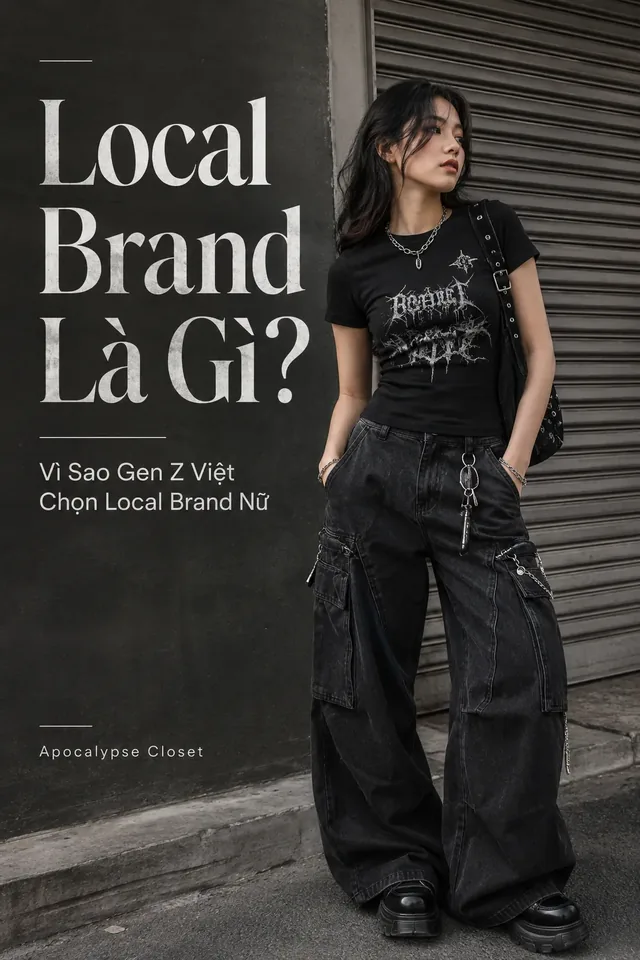 Local
Brand
Là Gì?
Vì Sao Gen Z Việt
Chọn Local Brand Nữ
Apocalypse Closet